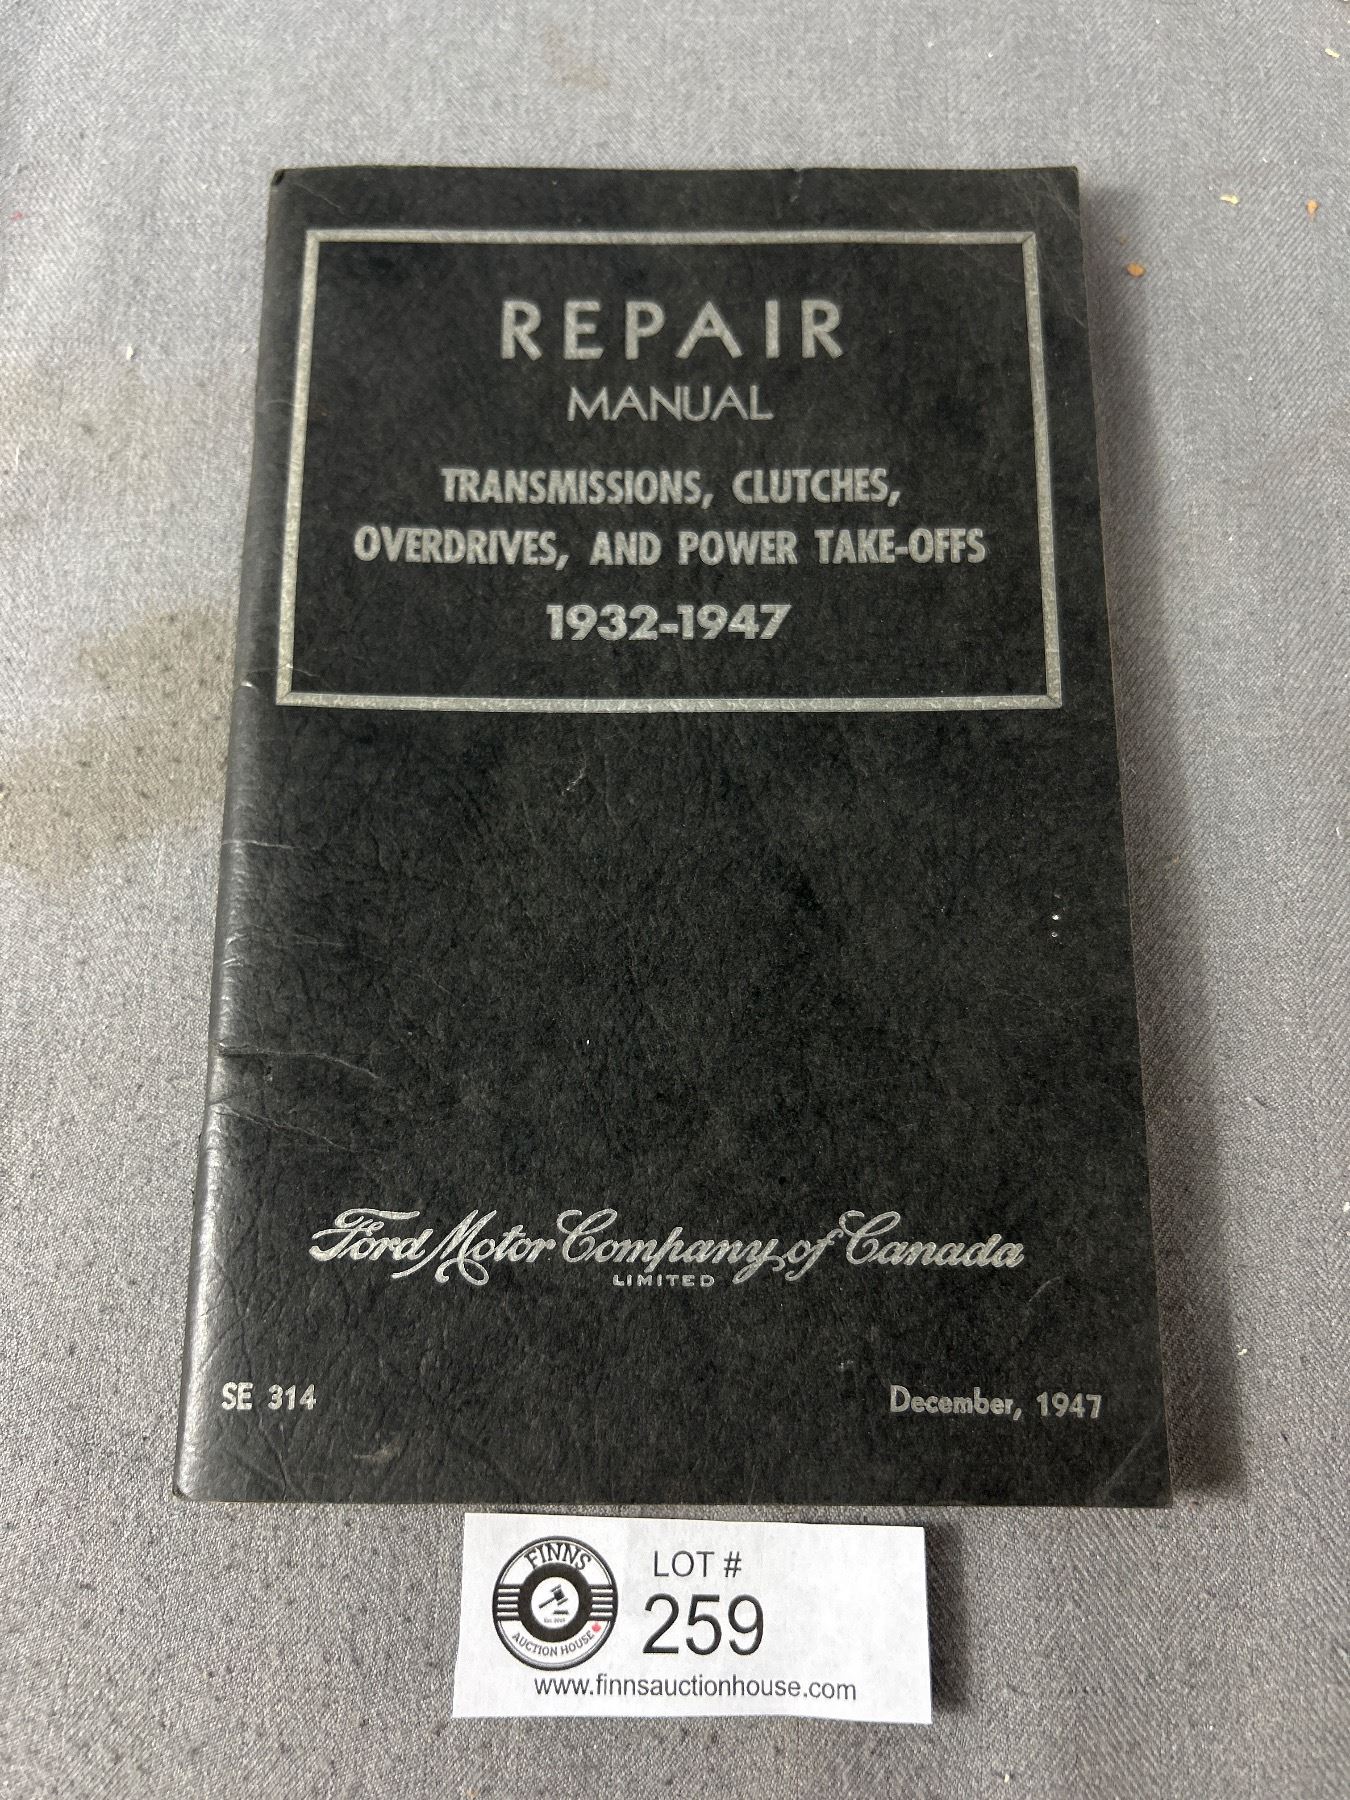 REPAIR
MANUAL
TRANSMISSIONS, CLUTCHES,
OVERDRIVES, AND POWER TAKE-OFFS
1932-1947
Ford Motor Company of Canada
LIMITED
SE 314
December, 1947
FINNS
AUCTION HOUSE
LOT #
259
www.finnsauctionhouse.com